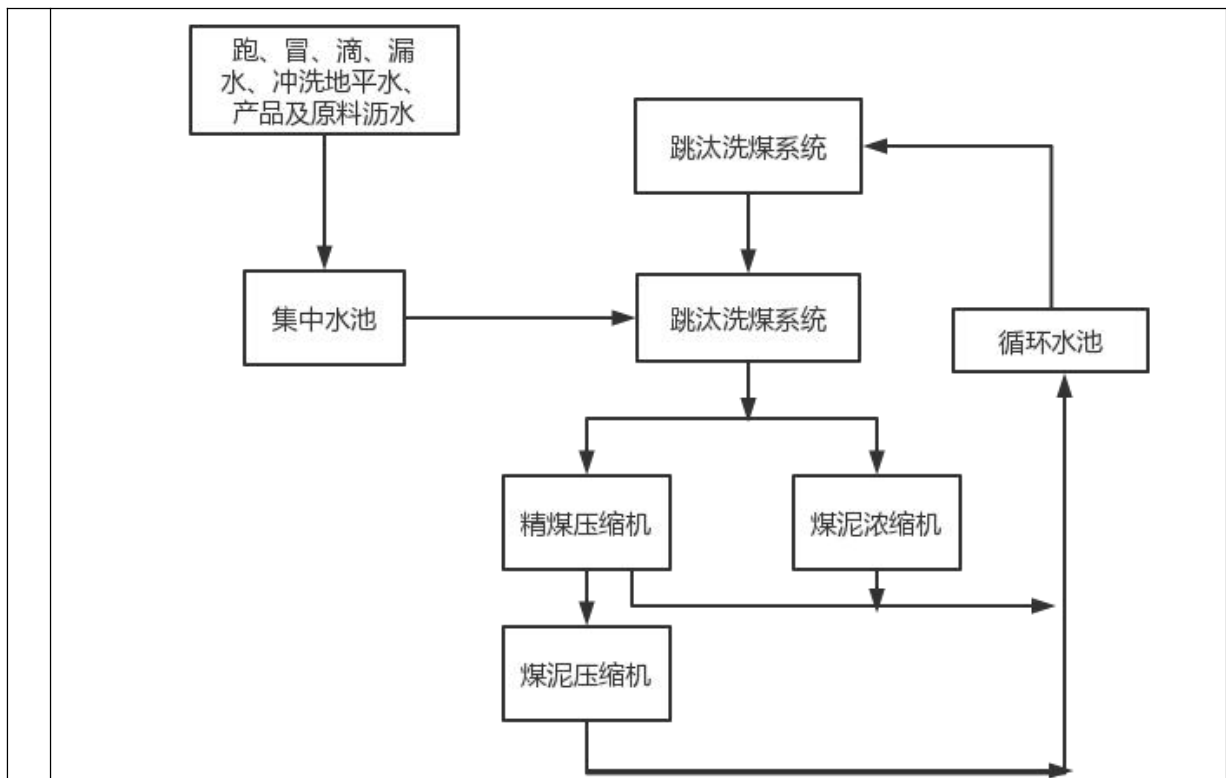 跑、冒、滴、漏
水、冲洗地平水、
产品及原料沥水
跳汰洗煤系统
集中水池
跳汰洗煤系统
循环水池
精煤压缩机
煤泥浓缩机
煤泥压缩机